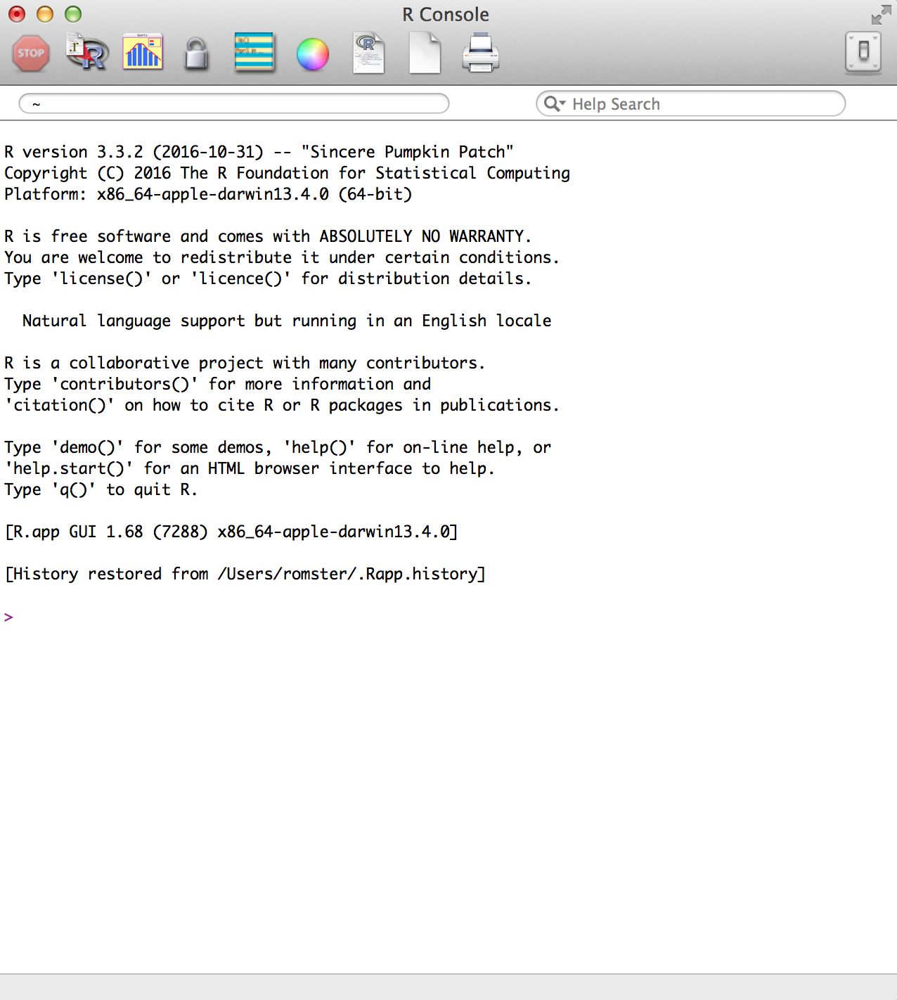 R Console
STOP
~
Help Search
R version 3.3.2 (2016-10-31) -- "Sincere Pumpkin Patch"
Copyright (C) 2016 The R Foundation for Statistical Computing
Platform: x86_64-apple-darwin13.4.0 (64-bit)
R is free software and comes with ABSOLUTELY NO WARRANTY.
You are welcome to redistribute it under certain conditions.
Type 'license()' or 'licence()' for distribution details.
Natural language support but running in an English locale
R is a collaborative project with many contributors.
Type 'contributors()' for more information and
'citation()' on how to cite R or R packages in publications.
Type 'demo()' for some demos, 'help()' for on-line help, or
'help.start()' for an HTML browser interface to help.
Type 'q()' to quit R.
[R.app GUI 1.68 (7288) x86_64-apple-darwin13.4.0]
[History restored from /Users/romster/.Rapp.history]
>